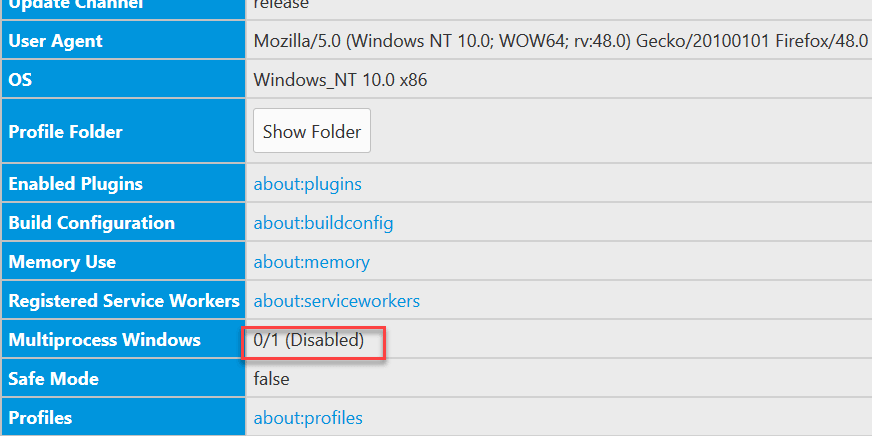 Update Channel release
User Agent Mozilla/5.0 (Windows NT 10.0; WOW64; rv:48.0) Gecko/20100101 Firefox/48.0
OS Windows_NT 10.0 x86
Profile Folder Show Folder
Enabled Plugins about:plugins
Build Configuration about:buildconfig
Memory Use about:memory
Registered Service Workers about:serviceworkers
Multiprocess Windows 0/1 (Disabled)
Safe Mode false
Profiles about:profiles